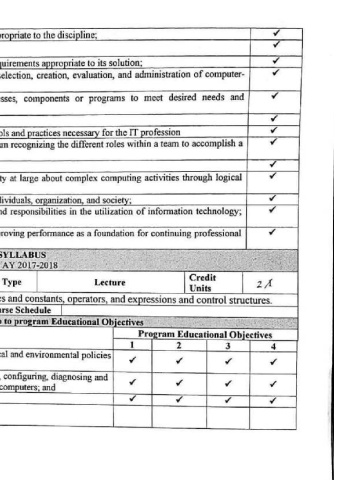 ropriate to the discipline; ✓
✓
quirements appropriate to its solution; ✓
selection, creation, evaluation, and administration of computer- ✓
sses, components or programs to meet desired needs and ✓
✓
ols and practices necessary for the IT profession ✓
um recognizing the different roles within a team to accomplish a ✓
✓
ty at large about complex computing activities through logical ✓
dividuals, organization, and society; ✓
nd responsibilities in the utilization of information technology; ✓
roving performance as a foundation for continuing professional ✓
SYLLABUS
AY 2017-2018
Type Lecture Credit Units
es and constants, operators, and expressions and control structures.
rse Schedule
p to program Educational Objectives
Program Educational Objectives
1 2 3 4
cal and environmental policies ✓ ✓ ✓ ✓
, configuring, diagnosing and ✓ ✓ ✓ ✓
computers; and
✓ ✓ ✓ ✓